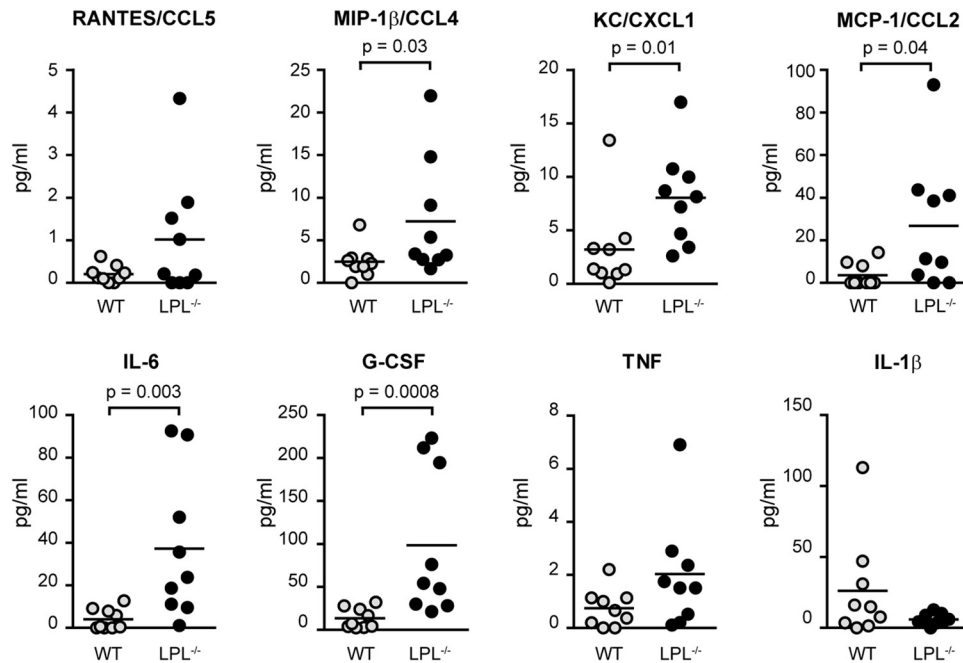 RANTES/CCL5
MIP-1β/CCL4
KC/CXCL1
MCP-1/CCL2
p = 0.03
p = 0.01
p = 0.04
pg/ml
5
4
3
2
1
0
WT
LPL-/-
pg/ml
25
20
15
10
5
0
WT
LPL-/-
pg/ml
20
15
10
5
0
WT
LPL-/-
pg/ml
100
80
60
40
20
0
WT
LPL-/-
IL-6
G-CSF
TNF
IL-1β
p = 0.003
p = 0.0008
pg/ml
100
80
60
40
20
0
WT
LPL-/-
pg/ml
250
200
150
100
50
0
WT
LPL-/-
pg/ml
8
6
4
2
0
WT
LPL-/-
pg/ml
150
100
50
0
WT
LPL-/-